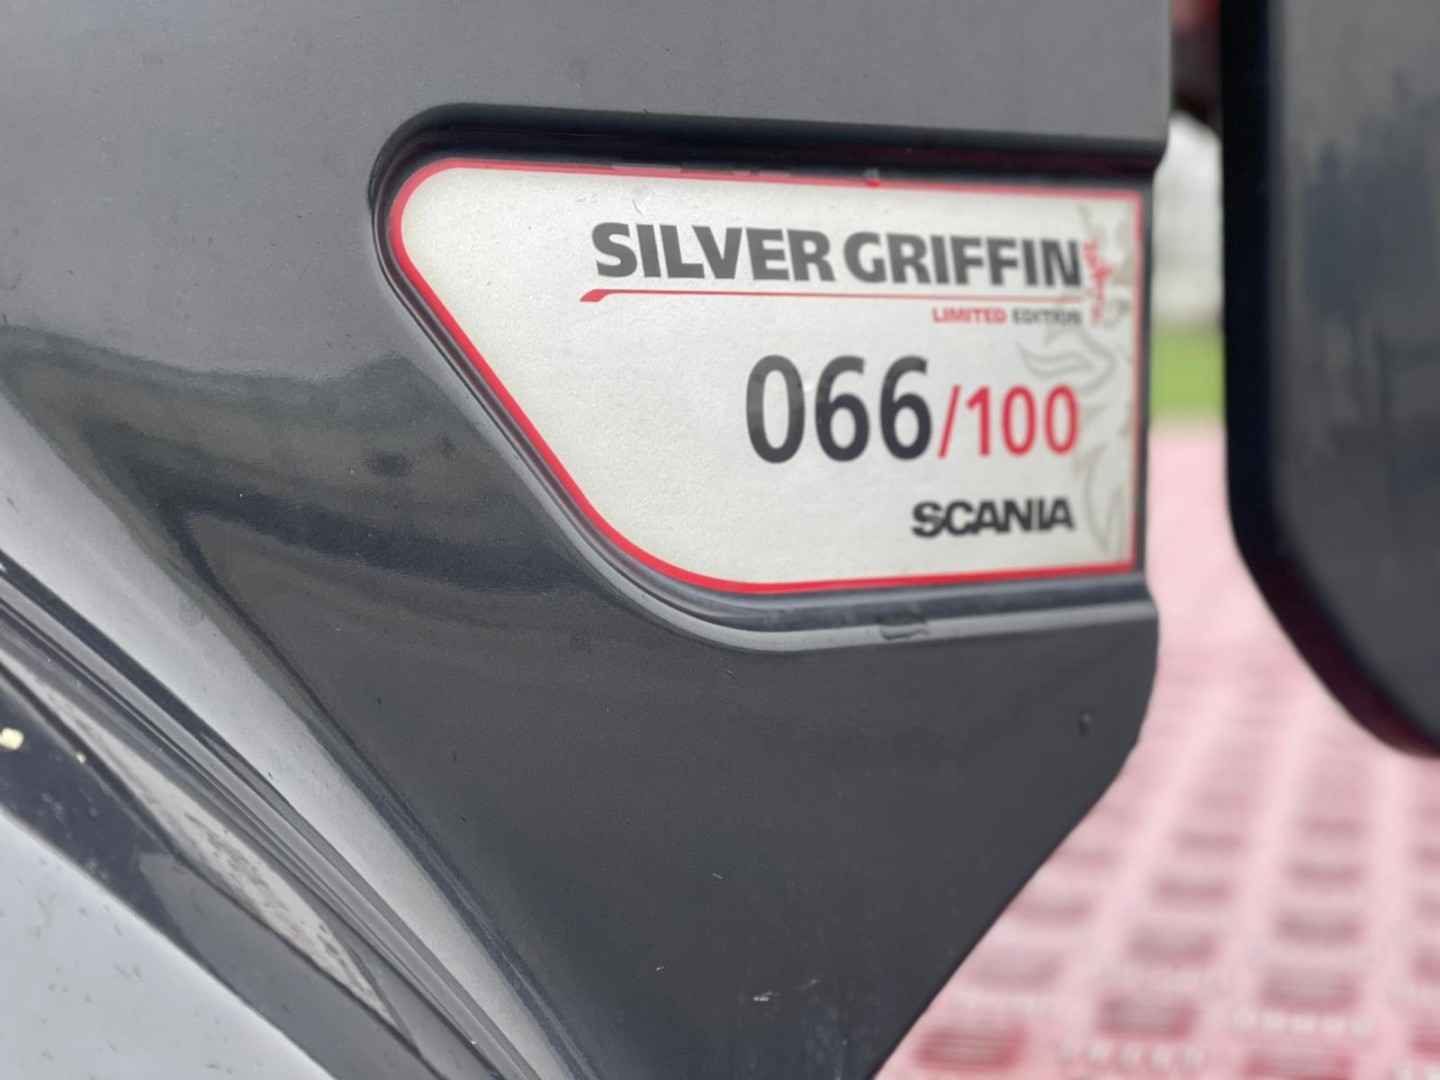 SILVER GRIFFIN
LIMITED EDITION
066/100
SCANIA